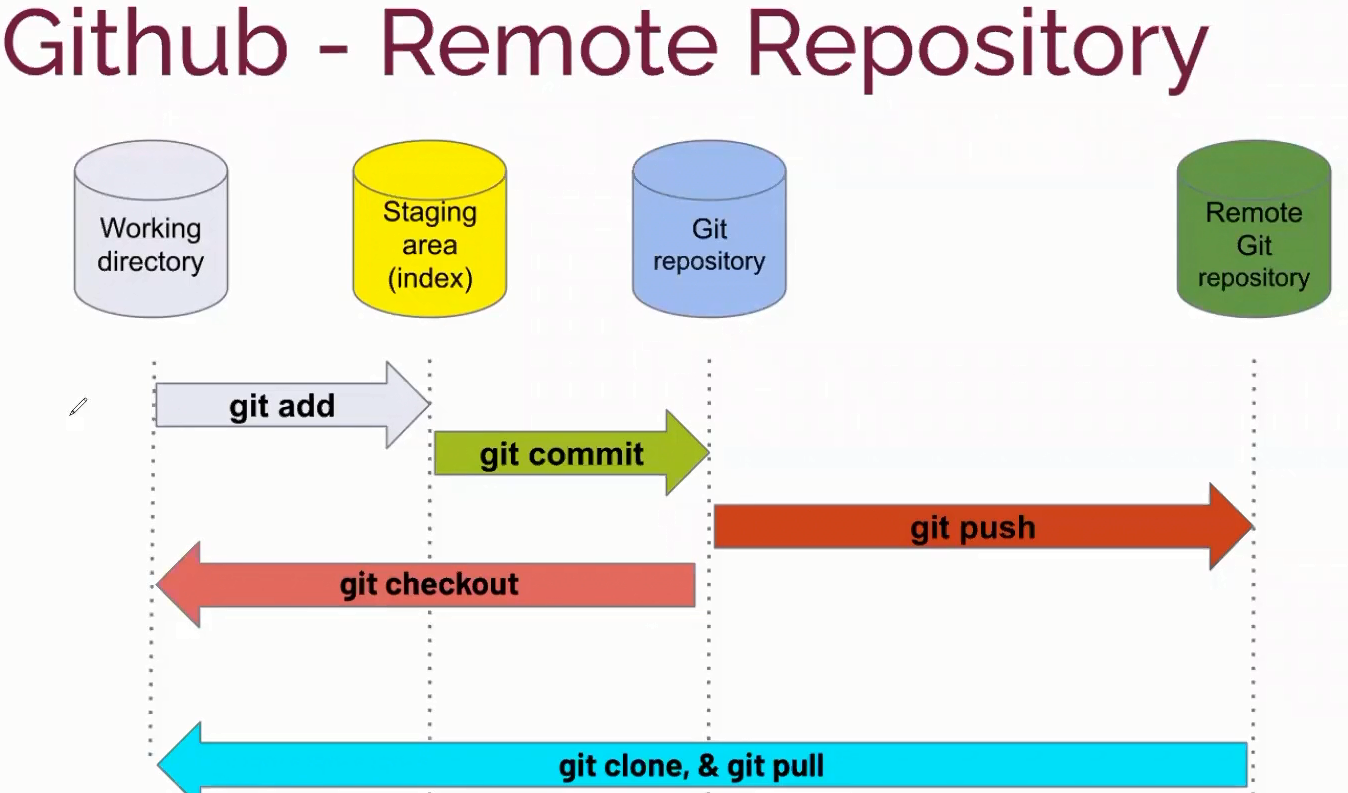 Github - Remote Repository
Working
directory
Staging
area
(index)
Git
repository
Remote
Git
repository
git add
git commit
git push
git checkout
git clone, & git pull